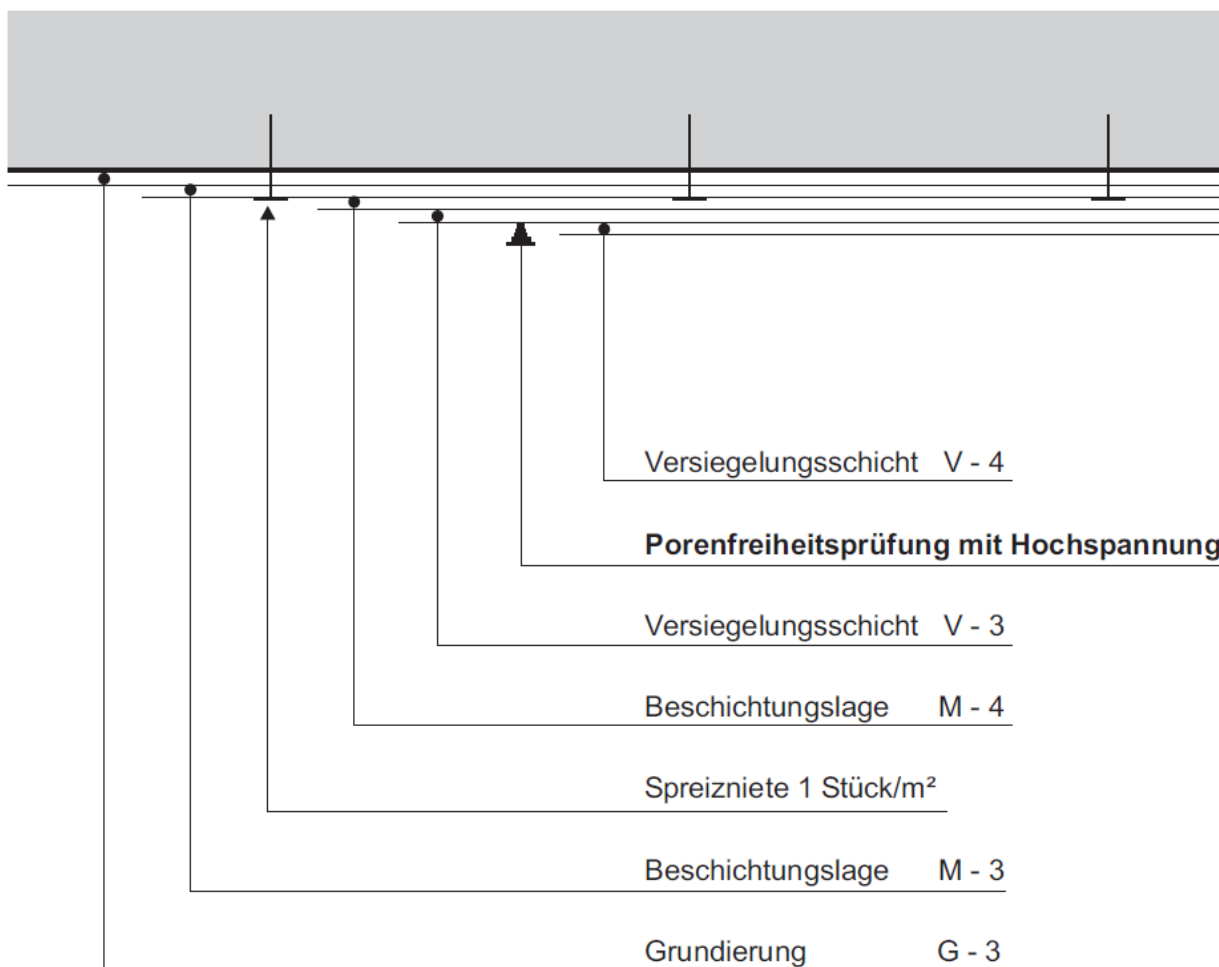 Versiegelungsschicht V - 4
Porenfreiheitsprüfung mit Hochspannung
Versiegelungsschicht V - 3
Beschichtungslage M - 4
Spreizniete 1 Stück/m²
Beschichtungslage M - 3
Grundierung G - 3